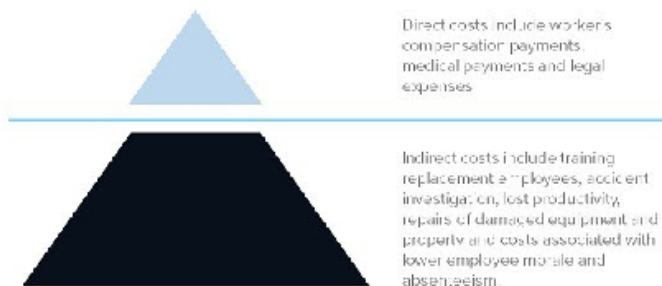 Direct costs include worker's
compensation payments,
medical payments and legal
expenses
Indirect costs include training
replacement employees, accident
investigation, lost productivity,
repairs of damaged equipment and
property and costs associated with
lower employee morale and
absenteeism.